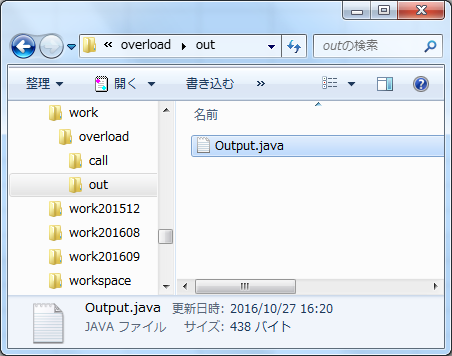 « overload ▸ out
outの検索
整理 開く 書き込む »
work
overload
call
out
work201512
work201608
work201609
workspace
名前
Output.java
Output.java 更新日時: 2016/10/27 16:20
JAVA ファイル サイズ: 438 バイト